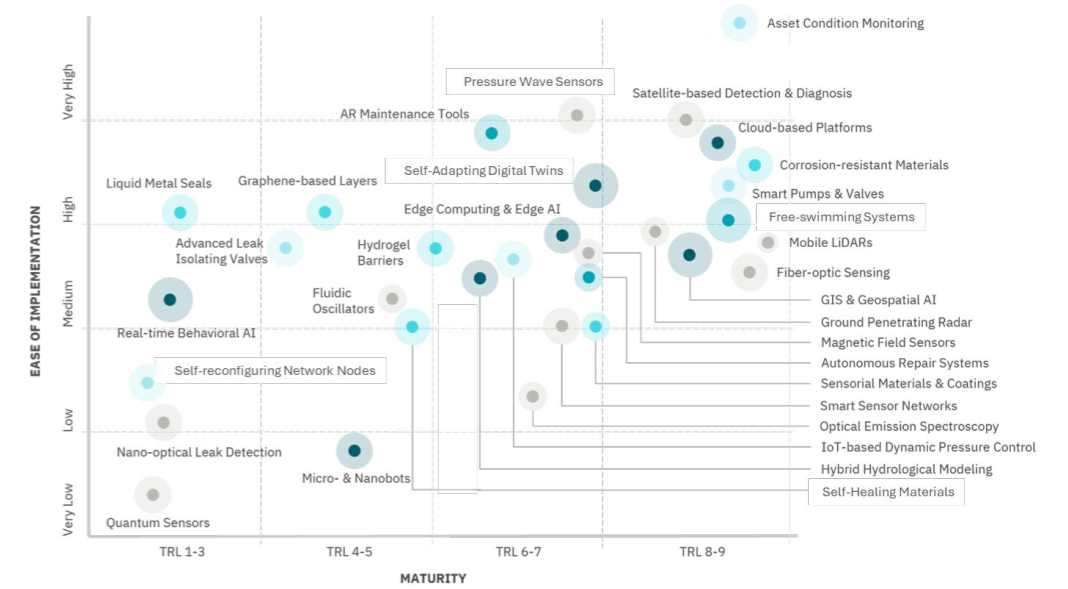 Asset Condition Monitoring
Pressure Wave Sensors
Satellite-based Detection & Diagnosis
AR Maintenance Tools
Cloud-based Platforms
Very High
Self-Adapting Digital Twins
Corrosion-resistant Materials
Liquid Metal Seals
Graphene-based Layers
Smart Pumps & Valves
High
Edge Computing & Edge AI
Free-swimming Systems
Advanced Leak
Isolating Valves
Hydrogel
Barriers
Mobile LiDARs
Fiber-optic Sensing
EASE OF IMPLEMENTATION
Medium
Fluidic
Oscillators
GIS & Geospatial AI
Ground Penetrating Radar
Real-time Behavioral AI
Magnetic Field Sensors
Autonomous Repair Systems
Self-reconfiguring Network Nodes
Sensorial Materials & Coatings
Low
Smart Sensor Networks
Optical Emission Spectroscopy
Nano-optical Leak Detection
IoT-based Dynamic Pressure Control
Micro- & Nanobots
Hybrid Hydrological Modeling
Very Low
Self-Healing Materials
Quantum Sensors
TRL 1-3
TRL 4-5
TRL 6-7
TRL 8-9
MATURITY